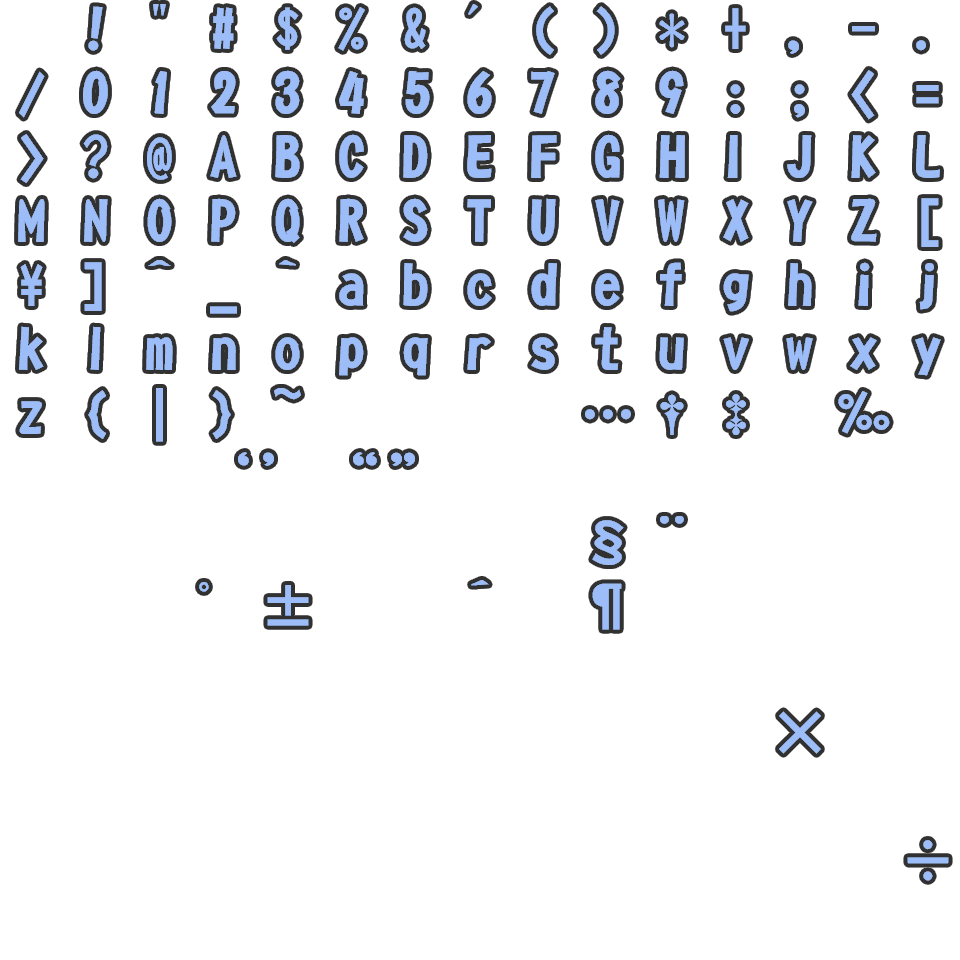 ! " # $ % & ´ ( ) * + , - .
/ 0 1 2 3 4 5 6 7 8 9 : ; < =
> ? @ A B C D E F G H I J K L
M N O P Q R S T U V W X Y Z [
¥ ] ^ _ ˆ a b c d e f g h i j
k l m n o p q r s t u v w x y
z { | } ~ … † ‡ ‰
‘ ’ “ ”
§ ¨
° ± ´ ¶
×
÷